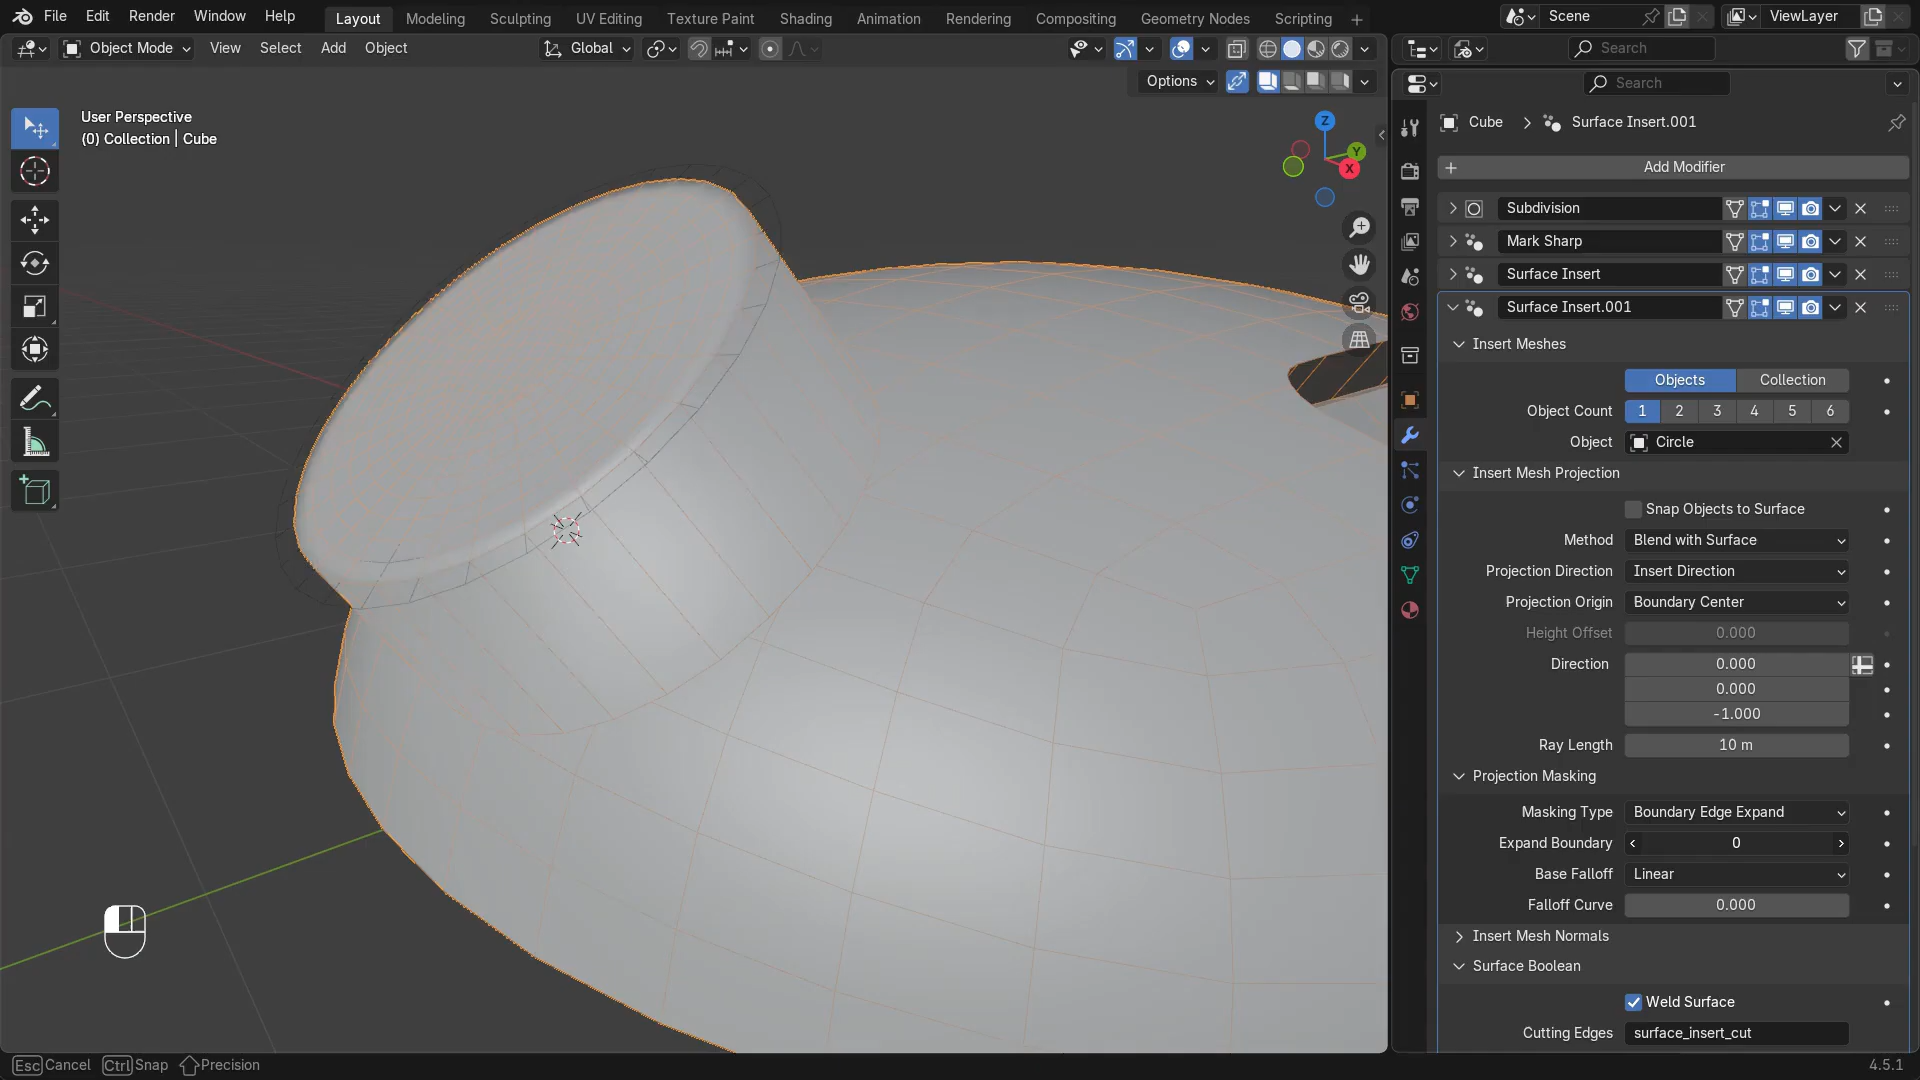 File Edit Render Window Help Layout Modeling Sculpting UV Editing Texture Paint Shading Animation Rendering Compositing Geometry Nodes Scripting Scene ViewLayer
Object Mode View Select Add Object Global Search
Options Search
User Perspective
(0) Collection | Cube
Z
Y
X
Cube Surface Insert.001
Add Modifier
Subdivision
Mark Sharp
Surface Insert
Surface Insert.001
Insert Meshes
Objects Collection
Object Count 1 2 3 4 5 6
Object Circle
Insert Mesh Projection
Snap Objects to Surface
Method Blend with Surface
Projection Direction Insert Direction
Projection Origin Boundary Center
Height Offset 0.000
Direction 0.000
0.000
-1.000
Ray Length 10 m
Projection Masking
Masking Type Boundary Edge Expand
Expand Boundary 0
Base Falloff Linear
Falloff Curve 0.000
Insert Mesh Normals
Surface Boolean
Weld Surface
Cutting Edges surface_insert_cut
Esc Cancel Ctrl Snap Precision 4.5.1